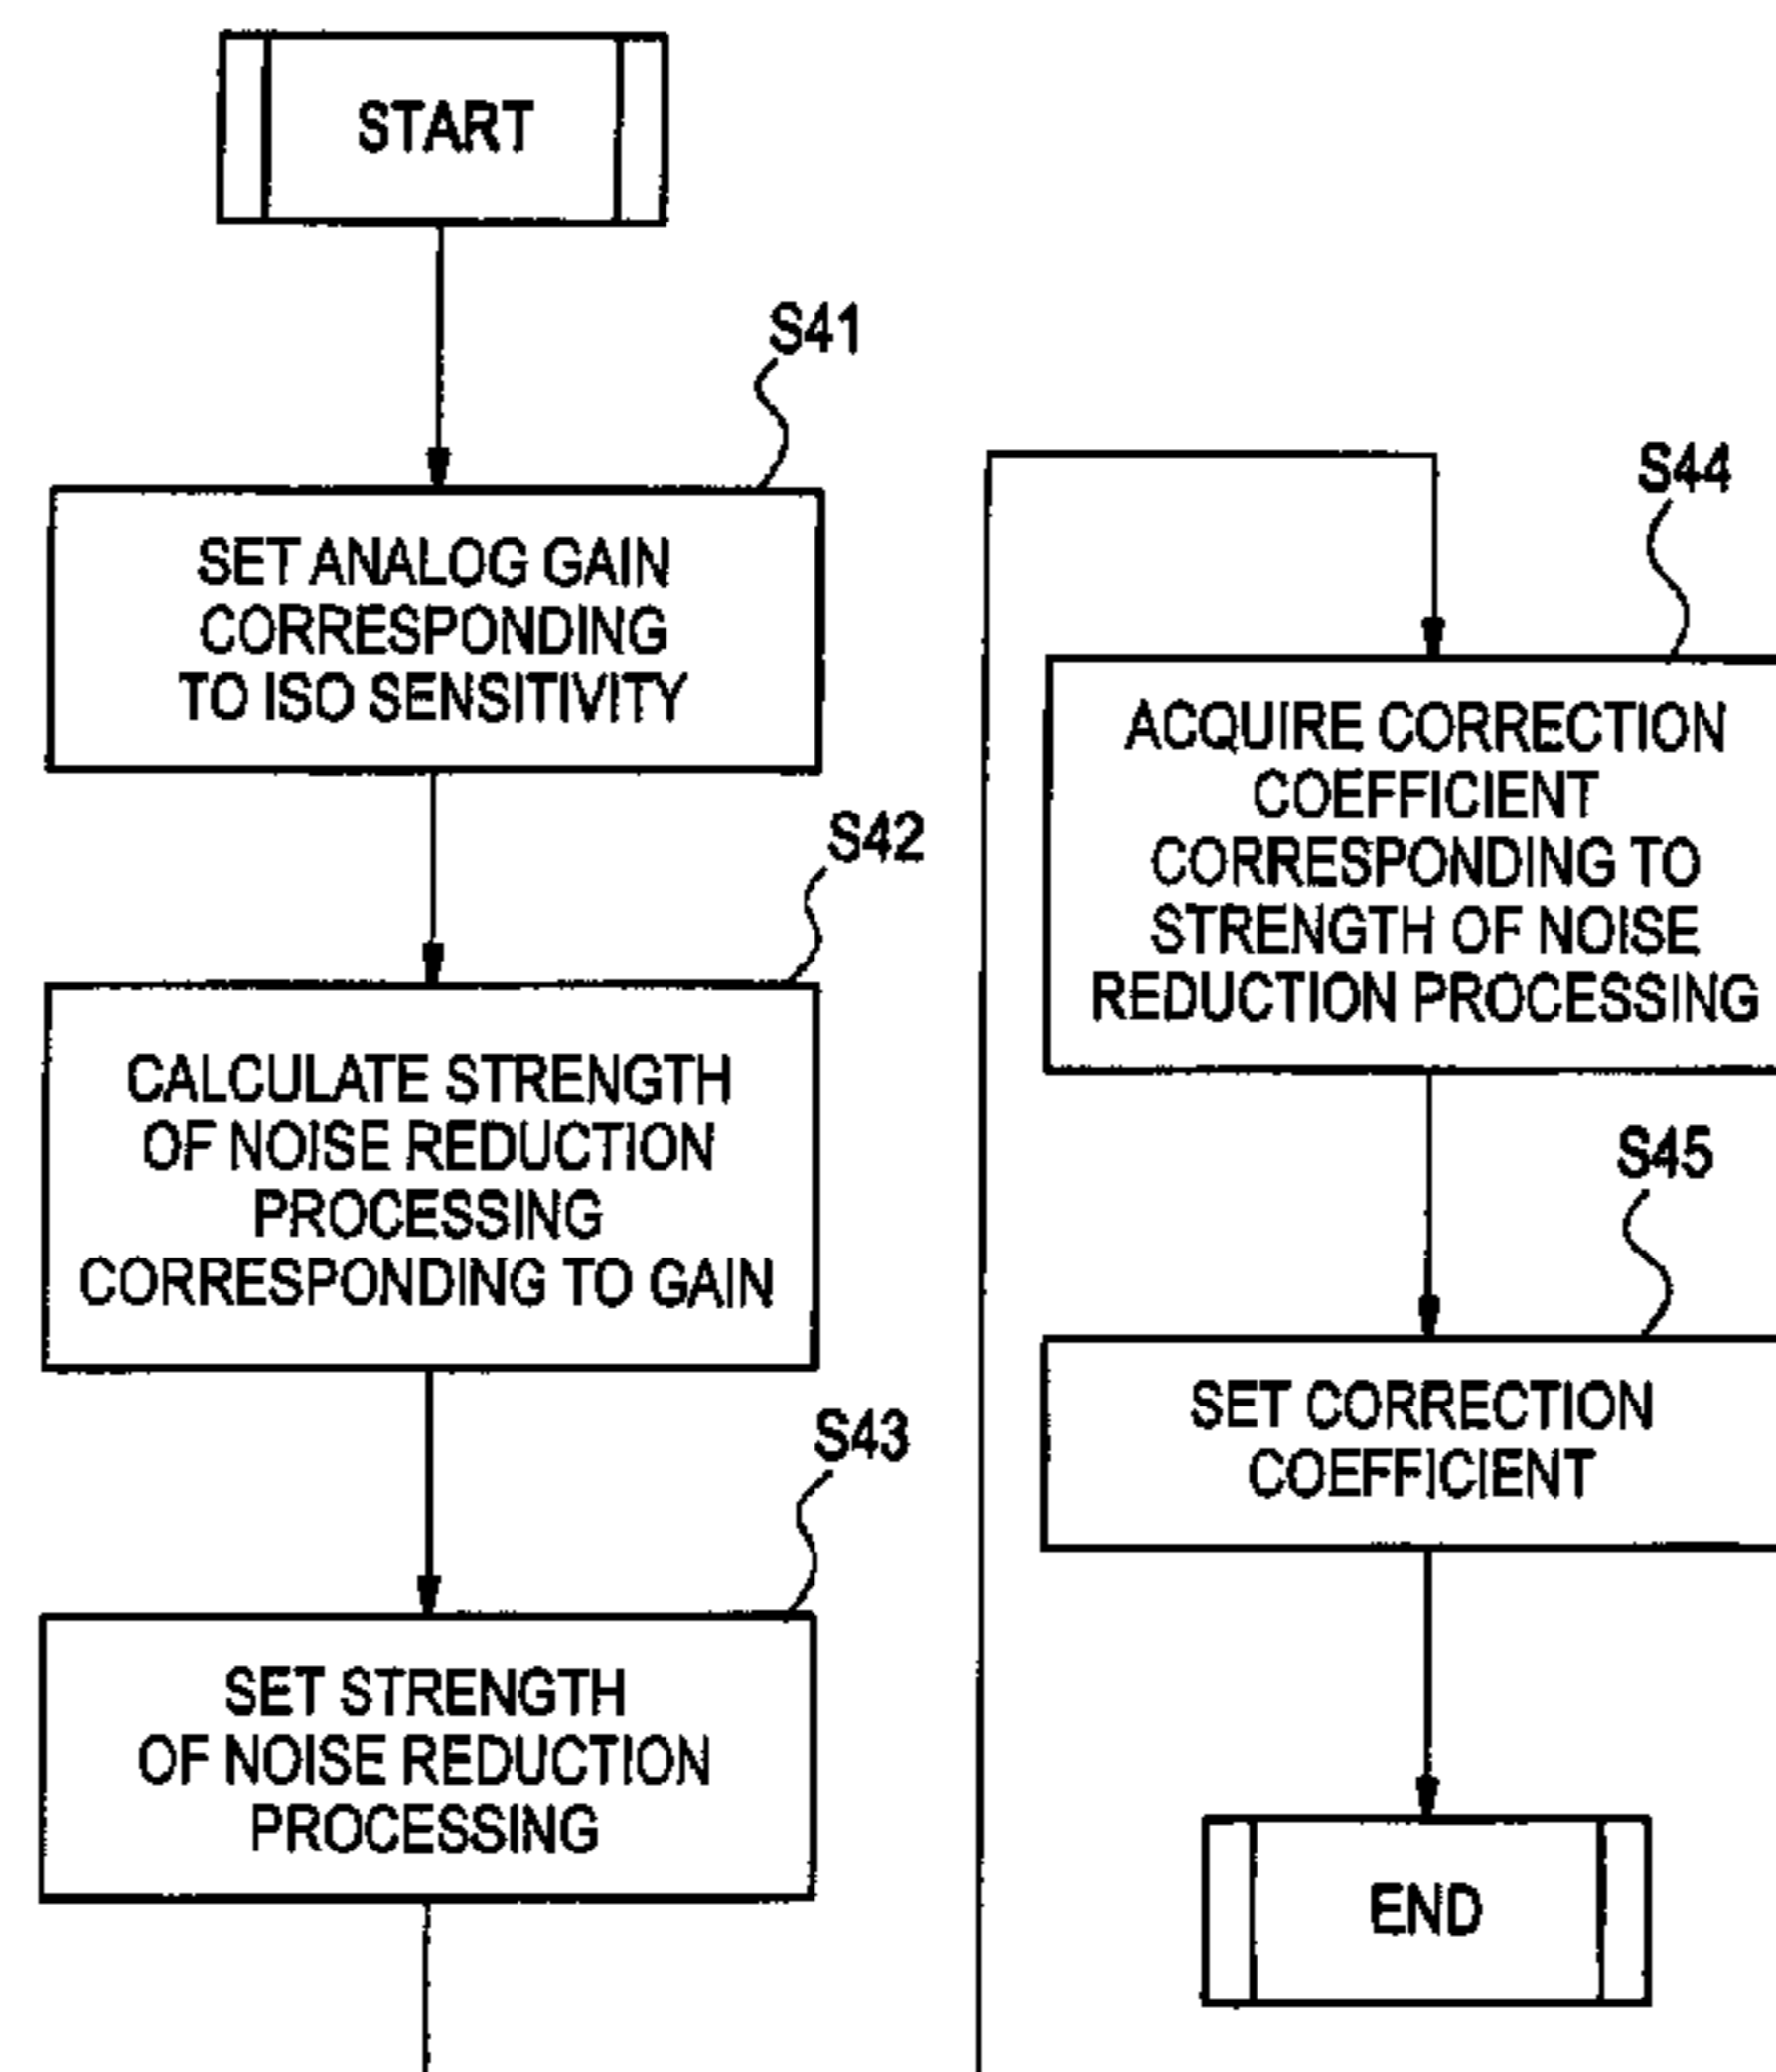 START
S41
SET ANALOG GAIN
CORRESPONDING
TO ISO SENSITIVITY
S42
CALCULATE STRENGTH
OF NOISE REDUCTION
PROCESSING
CORRESPONDING TO GAIN
S43
SET STRENGTH
OF NOISE REDUCTION
PROCESSING
S44
ACQUIRE CORRECTION
COEFFICIENT
CORRESPONDING TO
STRENGTH OF NOISE
REDUCTION PROCESSING
S45
SET CORRECTION
COEFFICIENT
END